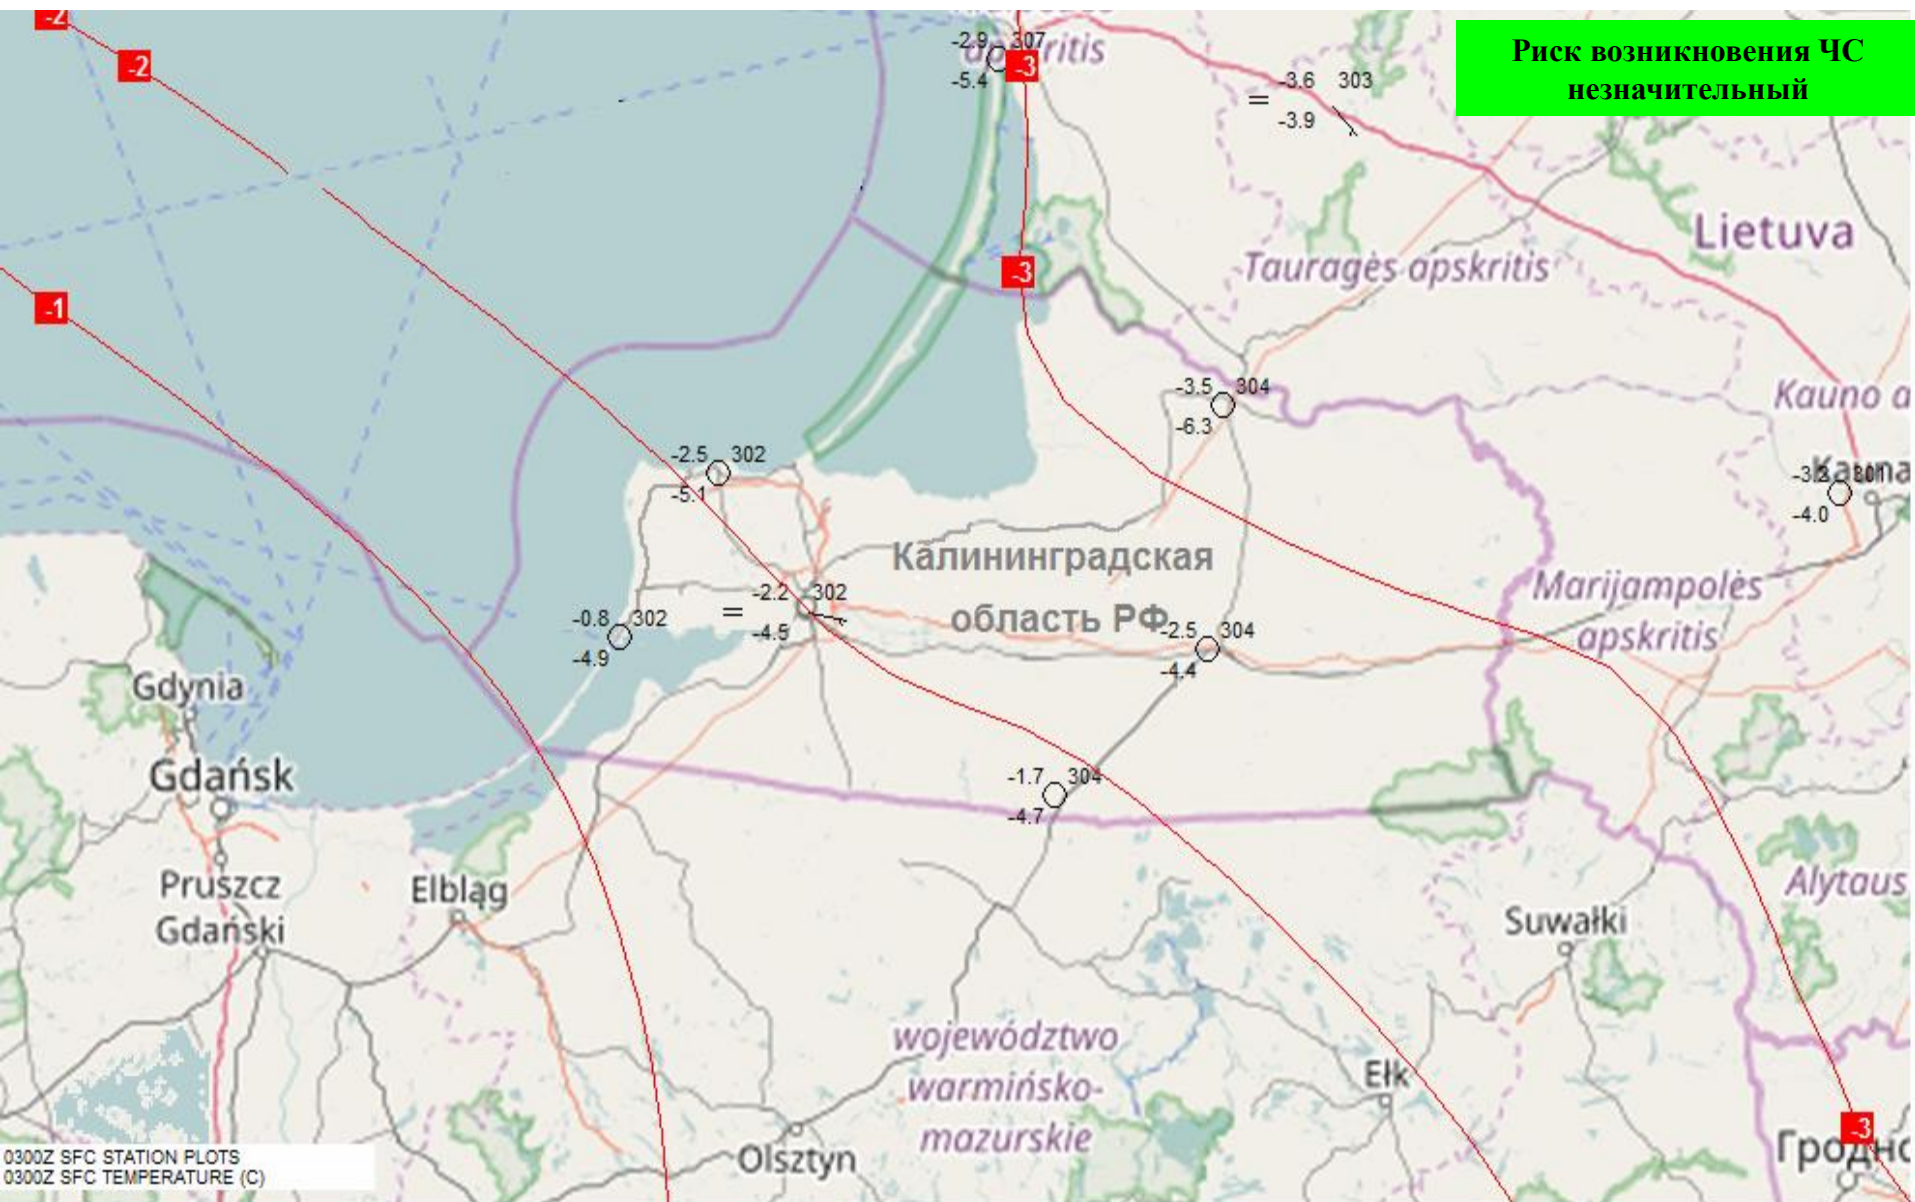 -2
-2
apskritis
-2.9 307
-5.4
-3
-3.6 303
=
-3.9
Риск возникновения ЧС
незначительный
Lietuva
-3
Tauragės apskritis
-1
-3.5 304
-6.3
Kauno a
-2.5 302
-5.1
Kauna
-4.0
Калининградская
область РФ
Marijampolės
apskritis
-2.2 302
=
-4.5
-0.8 302
-4.9
-2.5 304
-4.4
Gdynia
Gdańsk
-1.7 304
-4.7
Pruszcz
Gdański
Elbląg
Alytaus
Suwałki
województwo
warmińsko-
mazurskie
Ełk
-3
Гродно
Olsztyn
0300Z SFC STATION PLOTS
0300Z SFC TEMPERATURE (C)